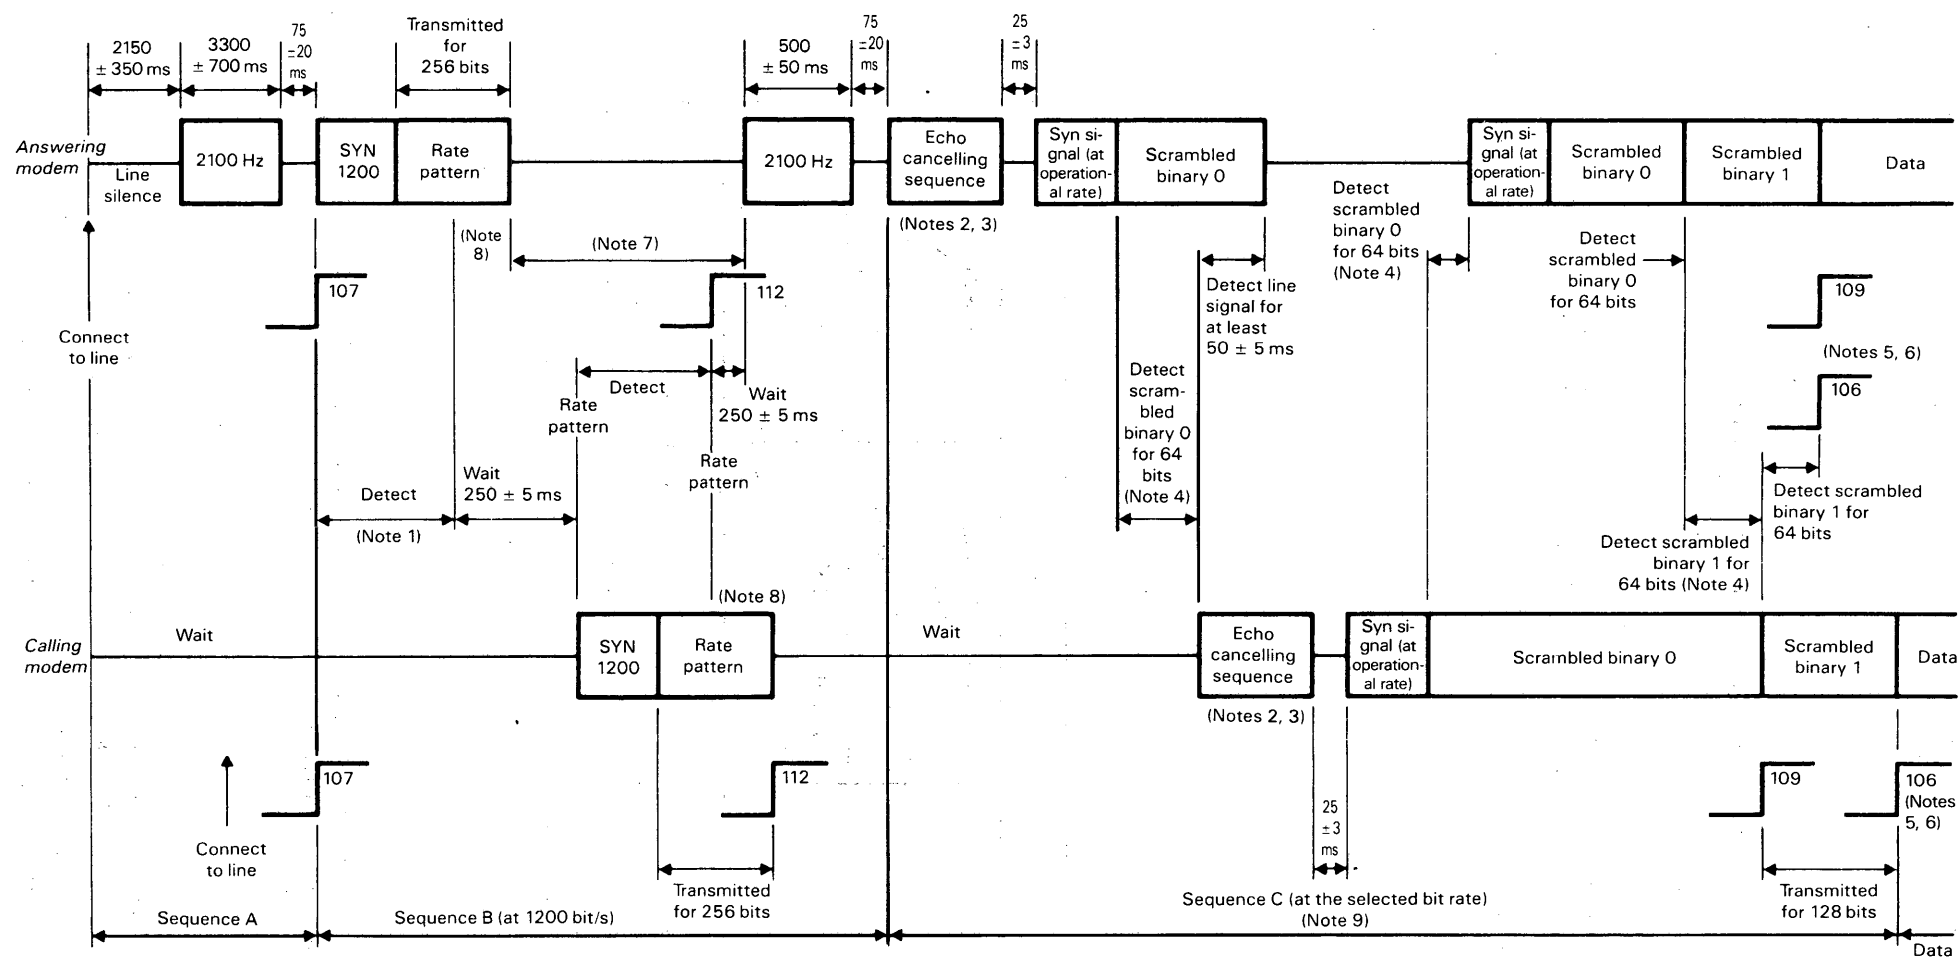 2150
± 350 ms
3300
± 700 ms
75
±20
ms
Transmitted
for
256 bits
500
± 50 ms
75
±20
ms
25
±3
ms
Answering
modem
Line
silence
2100 Hz
SYN
1200
Rate
pattern
2100 Hz
Echo
cancelling
sequence
Syn si-
gnal (at
operation-
al rate)
Scrambled
binary 0
Syn si-
gnal (at
operation-
al rate)
Scrambled
binary 0
Scrambled
binary 1
Data
(Note
8)
(Note 7)
(Notes 2, 3)
Detect
scrambled
binary 0
for 64 bits
(Note 4)
Detect
scrambled
binary 0
for 64 bits
Connect
to line
107
112
Detect line
signal for
at least
50 ± 5 ms
109
(Notes 5, 6)
106
Detect
Rate
pattern
Wait
250 ± 5 ms
Rate
pattern
Detect
scram-
bled
binary 0
for 64
bits
(Note 4)
Detect
(Note 1)
Wait
250 ± 5 ms
Detect scrambled
binary 1 for
64 bits
Detect scrambled
binary 1 for
64 bits (Note 4)
(Note 8)
Calling
modem
Wait
SYN
1200
Rate
pattern
Wait
Echo
cancelling
sequence
Syn si-
gnal (at
operation-
al rate)
Scrambled binary 0
Scrambled
binary 1
Data
(Notes 2, 3)
107
112
109
106
(Notes
5, 6)
Connect
to line
25
±3
ms
Transmitted
for 256 bits
Transmitted
for 128 bits
Sequence A
Sequence B (at 1200 bit/s)
Sequence C (at the selected bit rate)
(Note 9)
Data